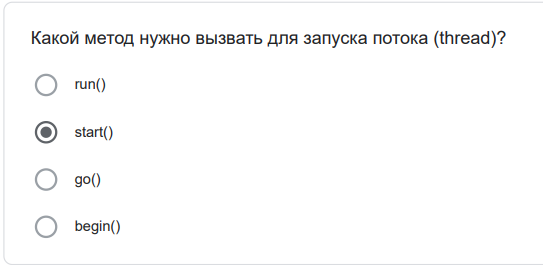 Какой метод нужно вызвать для запуска потока (thread)?
run()
start()
go()
begin()